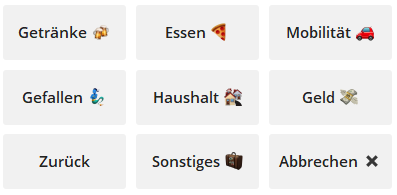 Getränke 🍻 Essen 🍕 Mobilität 🚗
Gefallen 🧞‍♂️ Haushalt 🏘️ Geld 💸
Zurück Sonstiges 💼 Abbrechen ✖️